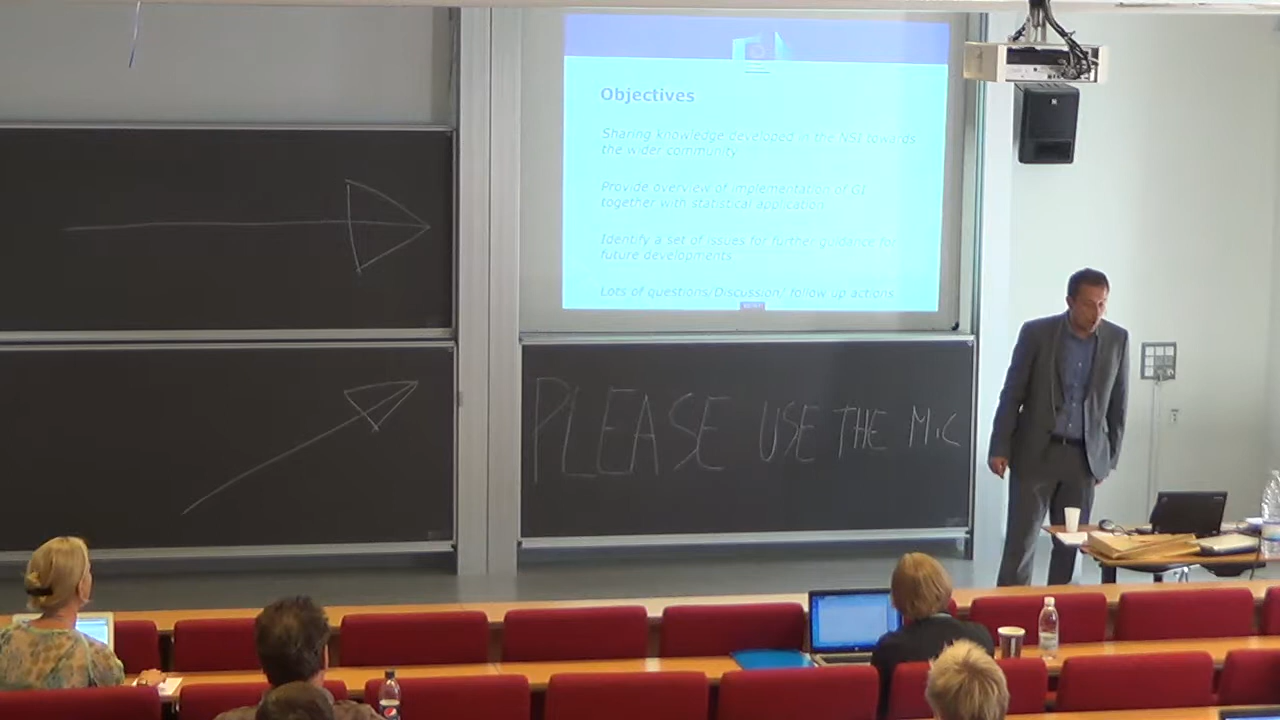 Objectives
Sharing knowledge developed in the NSI towards
the wider community
Provide overview of implementation of GI
together with statistical application
Identify a set of issues for further guidance for
future developments
Lots of questions/Discussion/ follow up actions
PLEASE USE THE MiC